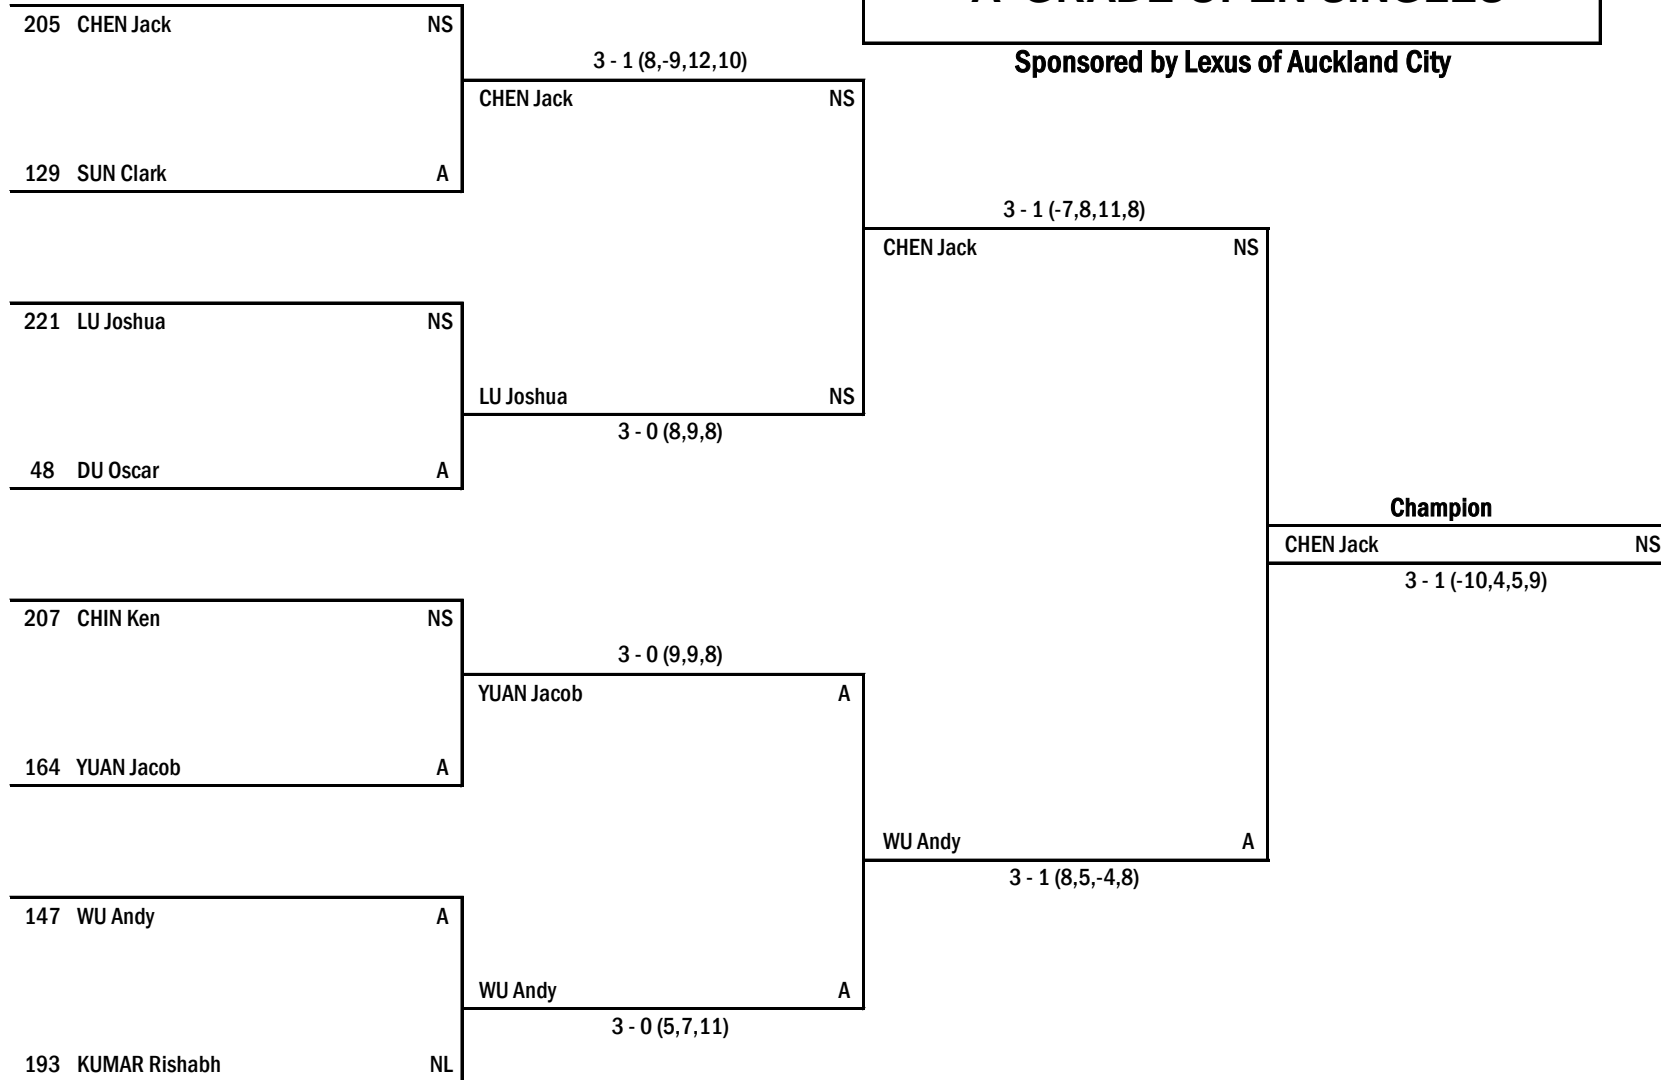 Sponsored by Lexus of Auckland City
205 CHEN Jack NS
3 - 1 (8,-9,12,10)
CHEN Jack NS
129 SUN Clark A
3 - 1 (-7,8,11,8)
CHEN Jack NS
221 LU Joshua NS
LU Joshua NS
3 - 0 (8,9,8)
48 DU Oscar A
Champion
CHEN Jack NS
3 - 1 (-10,4,5,9)
207 CHIN Ken NS
3 - 0 (9,9,8)
YUAN Jacob A
164 YUAN Jacob A
WU Andy A
3 - 1 (8,5,-4,8)
147 WU Andy A
WU Andy A
3 - 0 (5,7,11)
193 KUMAR Rishabh NL